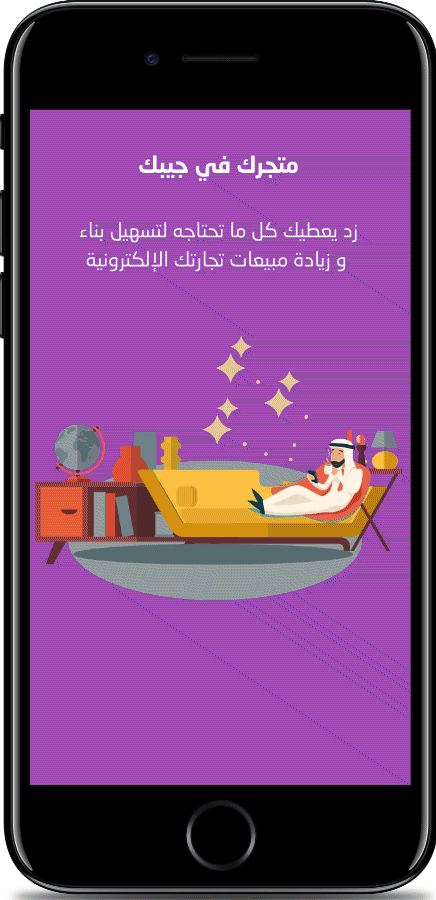 متجرك في جيبك
زد يعطيك كل ما تحتاجه لتسهيل بناء
و زيادة مبيعات تجارتك الإلكترونية